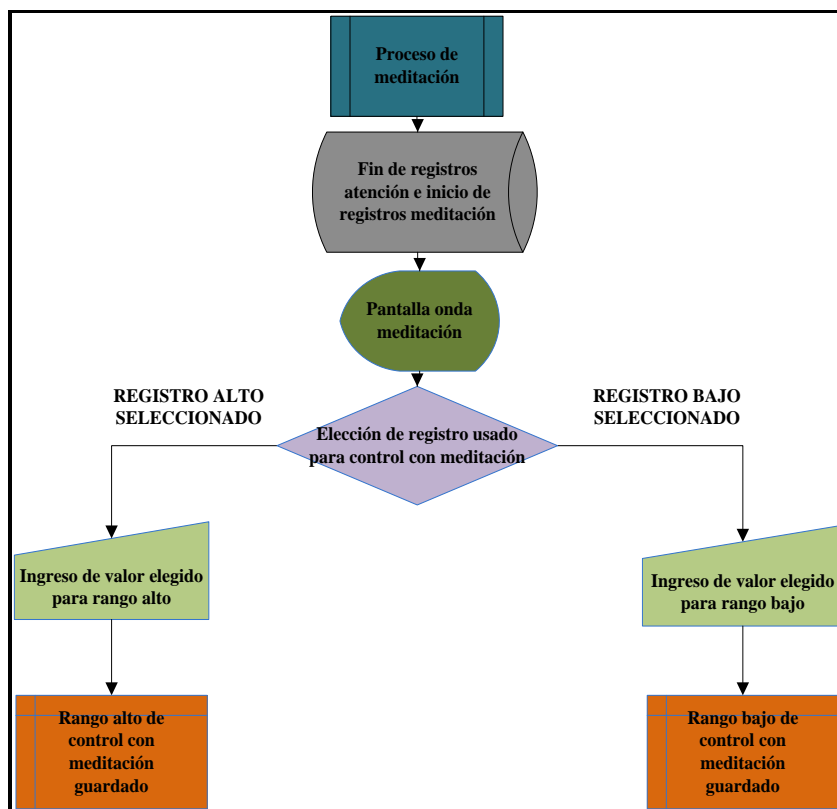 Proceso de
meditación
Fin de registros
atención e inicio de
registros meditación
Pantalla onda
meditación
REGISTRO ALTO
SELECCIONADO
REGISTRO BAJO
SELECCIONADO
Elección de registro usado
para control con meditación
Ingreso de valor elegido
para rango alto
Ingreso de valor elegido
para rango bajo
Rango alto de
control con
meditación
guardado
Rango bajo de
control con
meditación
guardado